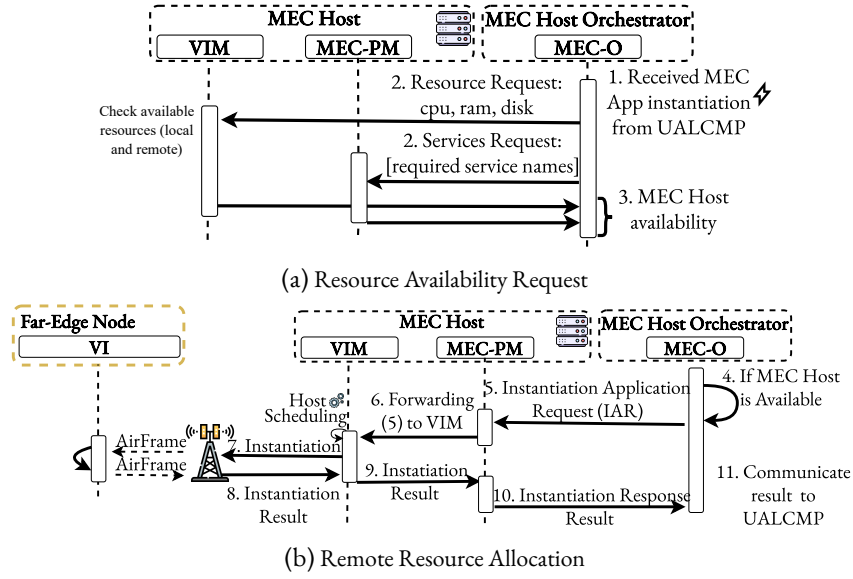 MEC Host
MEC Host Orchestrator
VIM
MEC-PM
MEC-O
2. Resource Request:
cpu, ram, disk
1. Received MEC
App instantiation
from UALCMP
Check available
resources (local
and remote)
2. Services Request:
[required service names]
3. MEC Host
availability
(a) Resource Availability Request
Far-Edge Node
VI
MEC Host
MEC Host Orchestrator
VIM
MEC-PM
MEC-O
4. If MEC Host
is Available
5. Instantiation Application
Request (IAR)
6. Forwarding
(5) to VIM
Host
Scheduling
7. Instantiation
AirFrame
AirFrame
8. Instantiation
Result
9. Instatiation
Result
10. Instantiation Response
Result
11. Communicate
result to
UALCMP
(b) Remote Resource Allocation